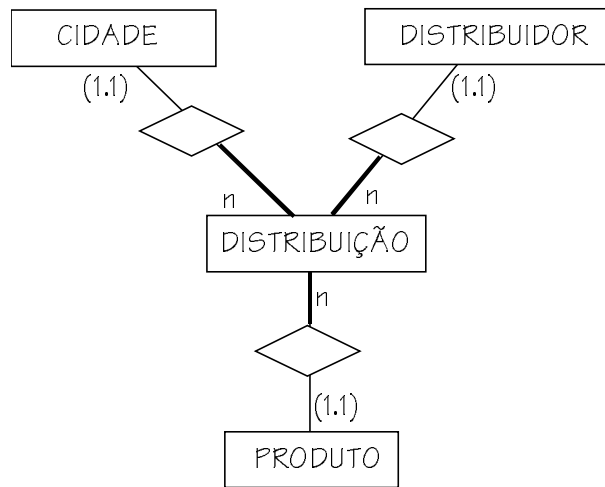 CIDADE
DISTRIBUIDOR
(1.1)
(1.1)
n
n
DISTRIBUIÇÃO
n
(1.1)
PRODUTO